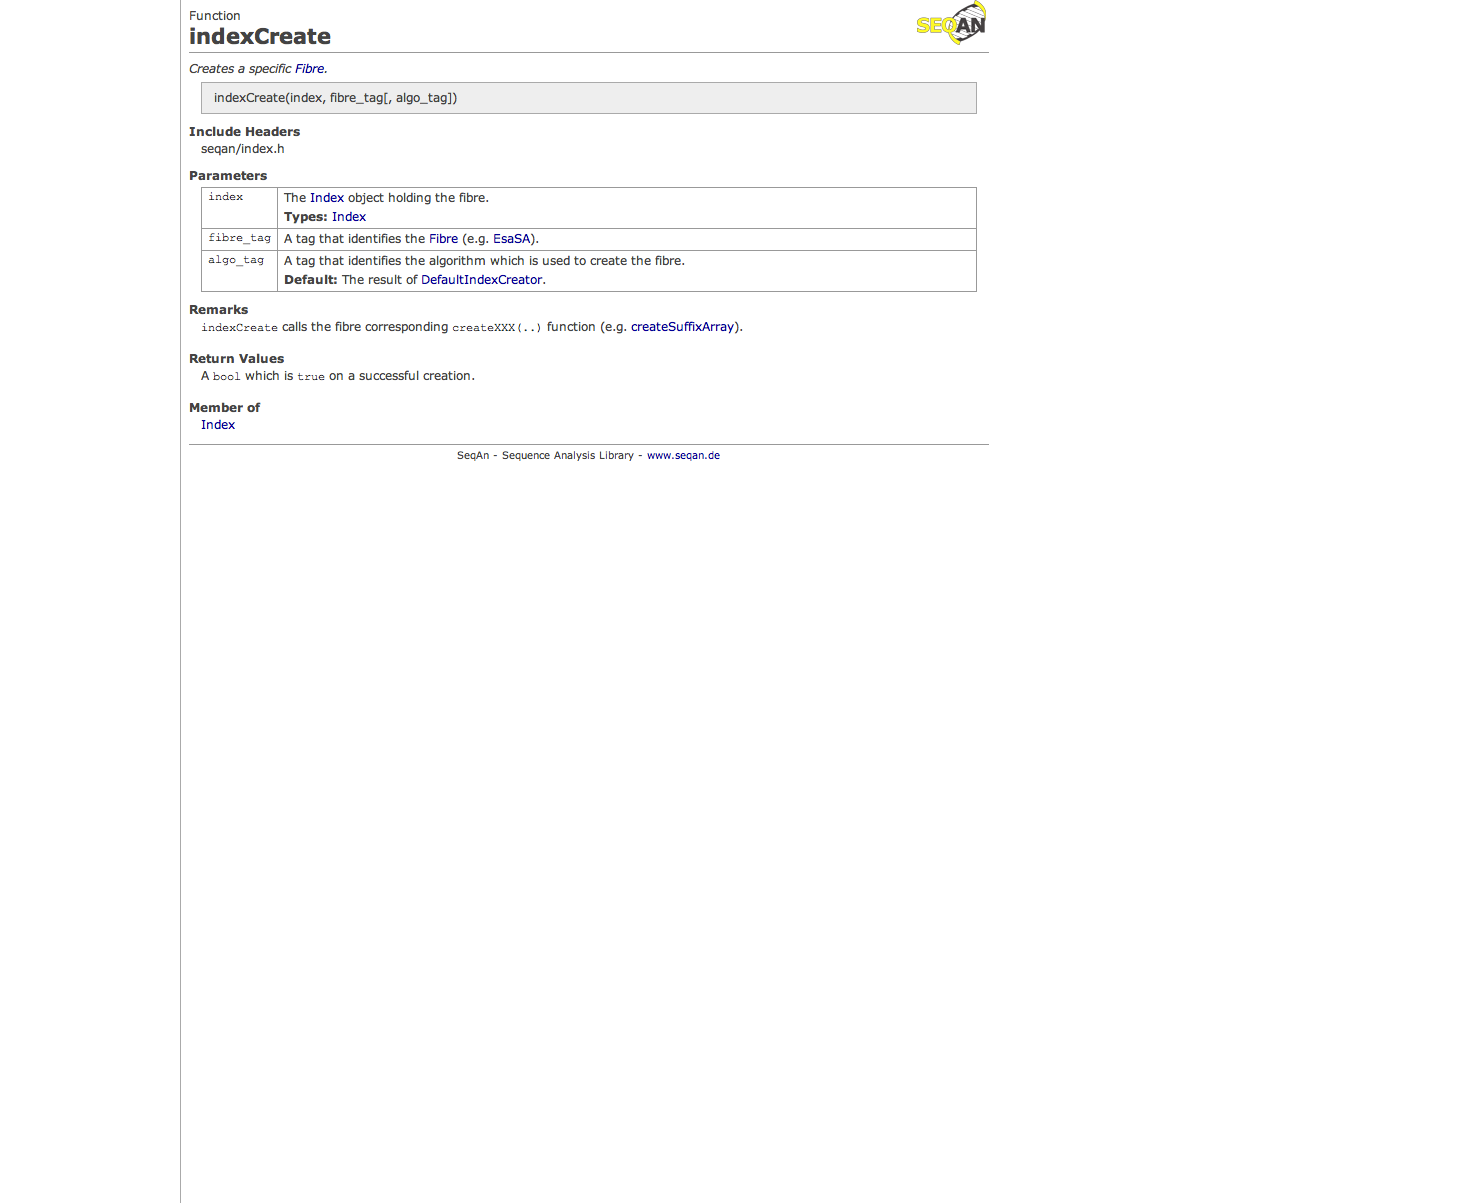 Function
SEQAN
indexCreate
Creates a specific Fibre.
indexCreate(index, fibre_tag[, algo_tag])
Include Headers
seqan/index.h
Parameters
index The Index object holding the fibre.
Types: Index
fibre_tag A tag that identifies the Fibre (e.g. EsaSA).
algo_tag A tag that identifies the algorithm which is used to create the fibre.
Default: The result of DefaultIndexCreator.
Remarks
indexCreate calls the fibre corresponding createXXX(..) function (e.g. createSuffixArray).
Return Values
A bool which is true on a successful creation.
Member of
Index
SeqAn - Sequence Analysis Library - www.seqan.de